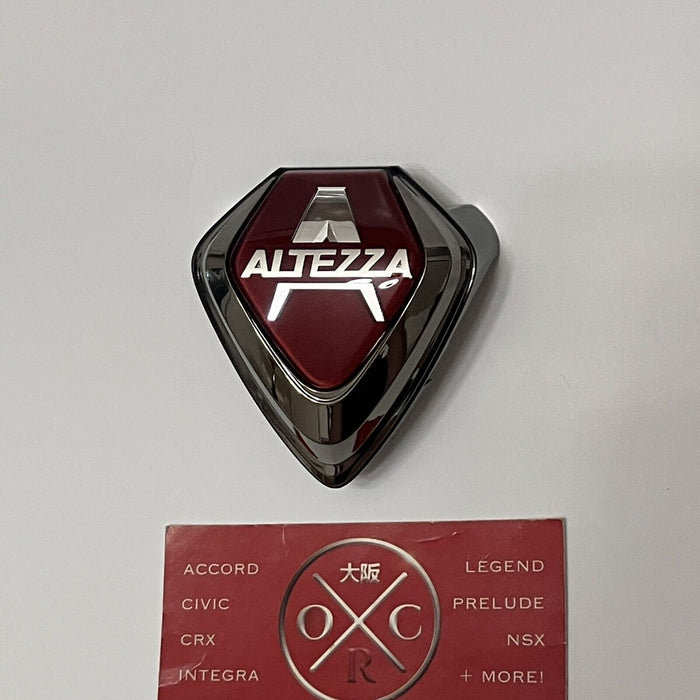 ALTEZZA
ACCORD
CIVIC
CRX
INTEGRA
大阪
O C
R
LEGEND
PRELUDE
NSX
+ MORE!